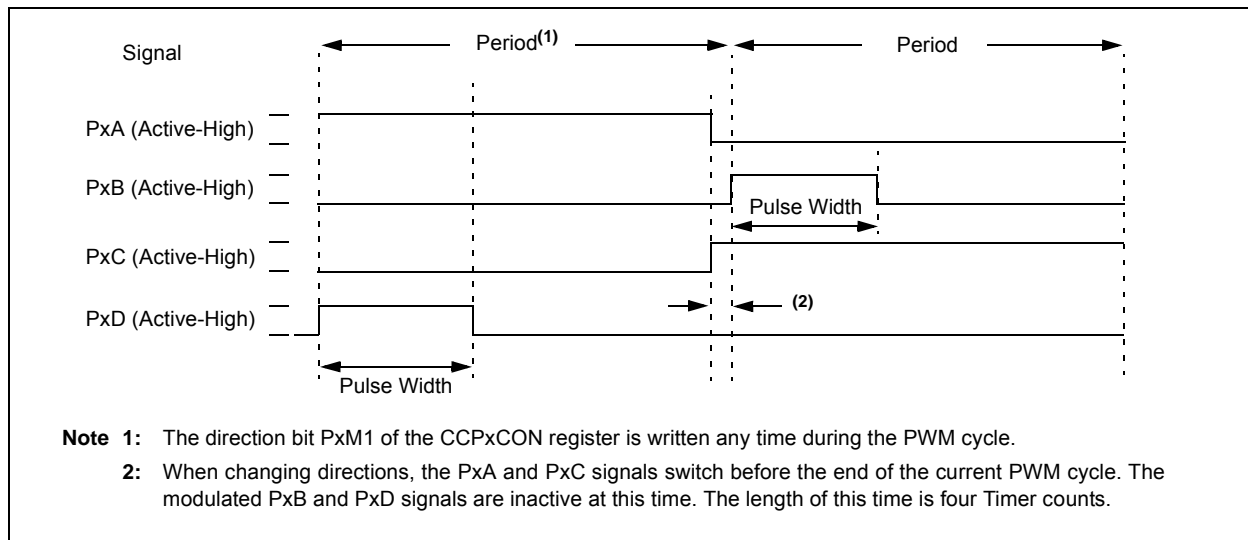 Signal
Period(1)
Period
PxA (Active-High)
PxB (Active-High)
Pulse Width
PxC (Active-High)
(2)
PxD (Active-High)
Pulse Width
Note 1: The direction bit PxM1 of the CCPxCON register is written any time during the PWM cycle.
2: When changing directions, the PxA and PxC signals switch before the end of the current PWM cycle. The
modulated PxB and PxD signals are inactive at this time. The length of this time is four Timer counts.